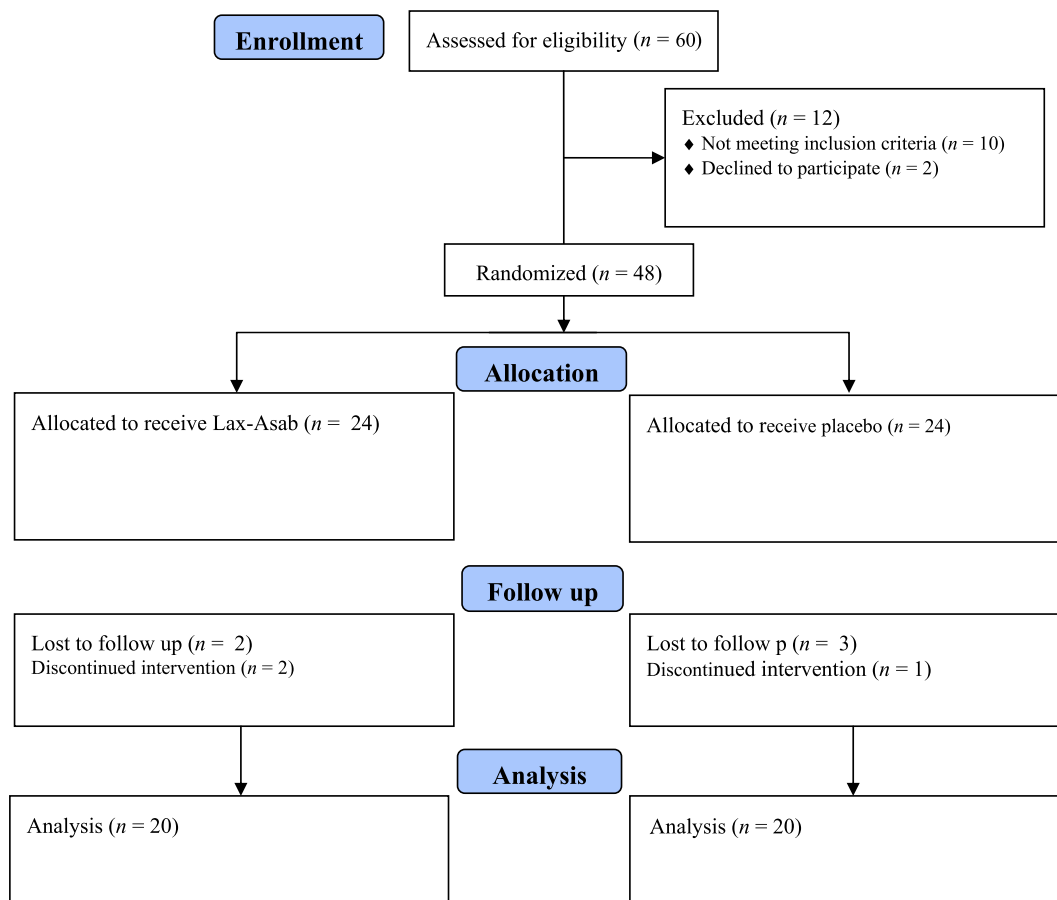 Enrollment
Assessed for eligibility (n = 60)
Excluded (n = 12)
♦ Not meeting inclusion criteria (n = 10)
♦ Declined to participate (n = 2)
Randomized (n = 48)
Allocation
Allocated to receive Lax-Asab (n = 24)
Allocated to receive placebo (n = 24)
Follow up
Lost to follow up (n = 2)
Discontinued intervention (n = 2)
Lost to follow p (n = 3)
Discontinued intervention (n = 1)
Analysis
Analysis (n = 20)
Analysis (n = 20)